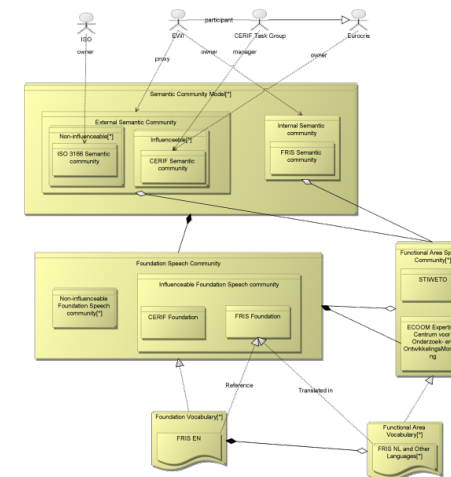 participant
ISO
EWI
CERIF Task Group
Eurocris
owner
owner
manager
proxy
owner
Semantic Community Model[*]
External Semantic Community
Non-influenceable[*]
ISO 3166 Semantic
community
Influenceable[*]
CERIF Semantic
community
Internal Semantic
community
FRIS Semantic
community
Foundation Speech Community
Non-influenceable
Foundation Speech
community[*]
Influenceable Foundation Speech community
CERIF Foundation
FRIS Foundation
Functional Area Sp
Community[*]
STIWETO
ECOOM Expert
Centrum voor
Onderzoek- e
OntwikkelingsMo
ng
Reference
Translated in
Foundation Vocabulary[*]
FRIS EN
Functional Area
Vocabulary[*]
FRIS NL and Other
Languages[*]